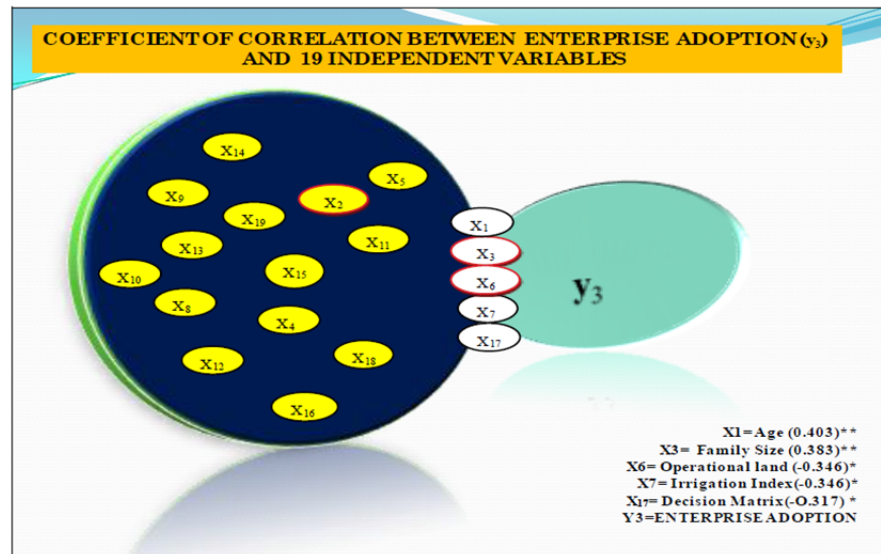 COEFFICIENT OF CORRELATION BETWEEN ENTERPRISE ADOPTION (y₃)
AND 19 INDEPENDENT VARIABLES
X₁₄
X₅
X₉
X₂
X₁₉
X₁
X₁₃
X₁₁
X₃
X₁₀
X₁₅
X₆
y₃
X₈
X₇
X₄
X₁₇
X₁₂
X₁₈
X₁₆
X1= Age (0.403)**
X3= Family Size (0.383)**
X6= Operational land (-0.346)*
X7= Irrigation Index(-0.346)*
X₁₇= Decision Matrix(-O.317) *
Y3=ENTERPRISE ADOPTION